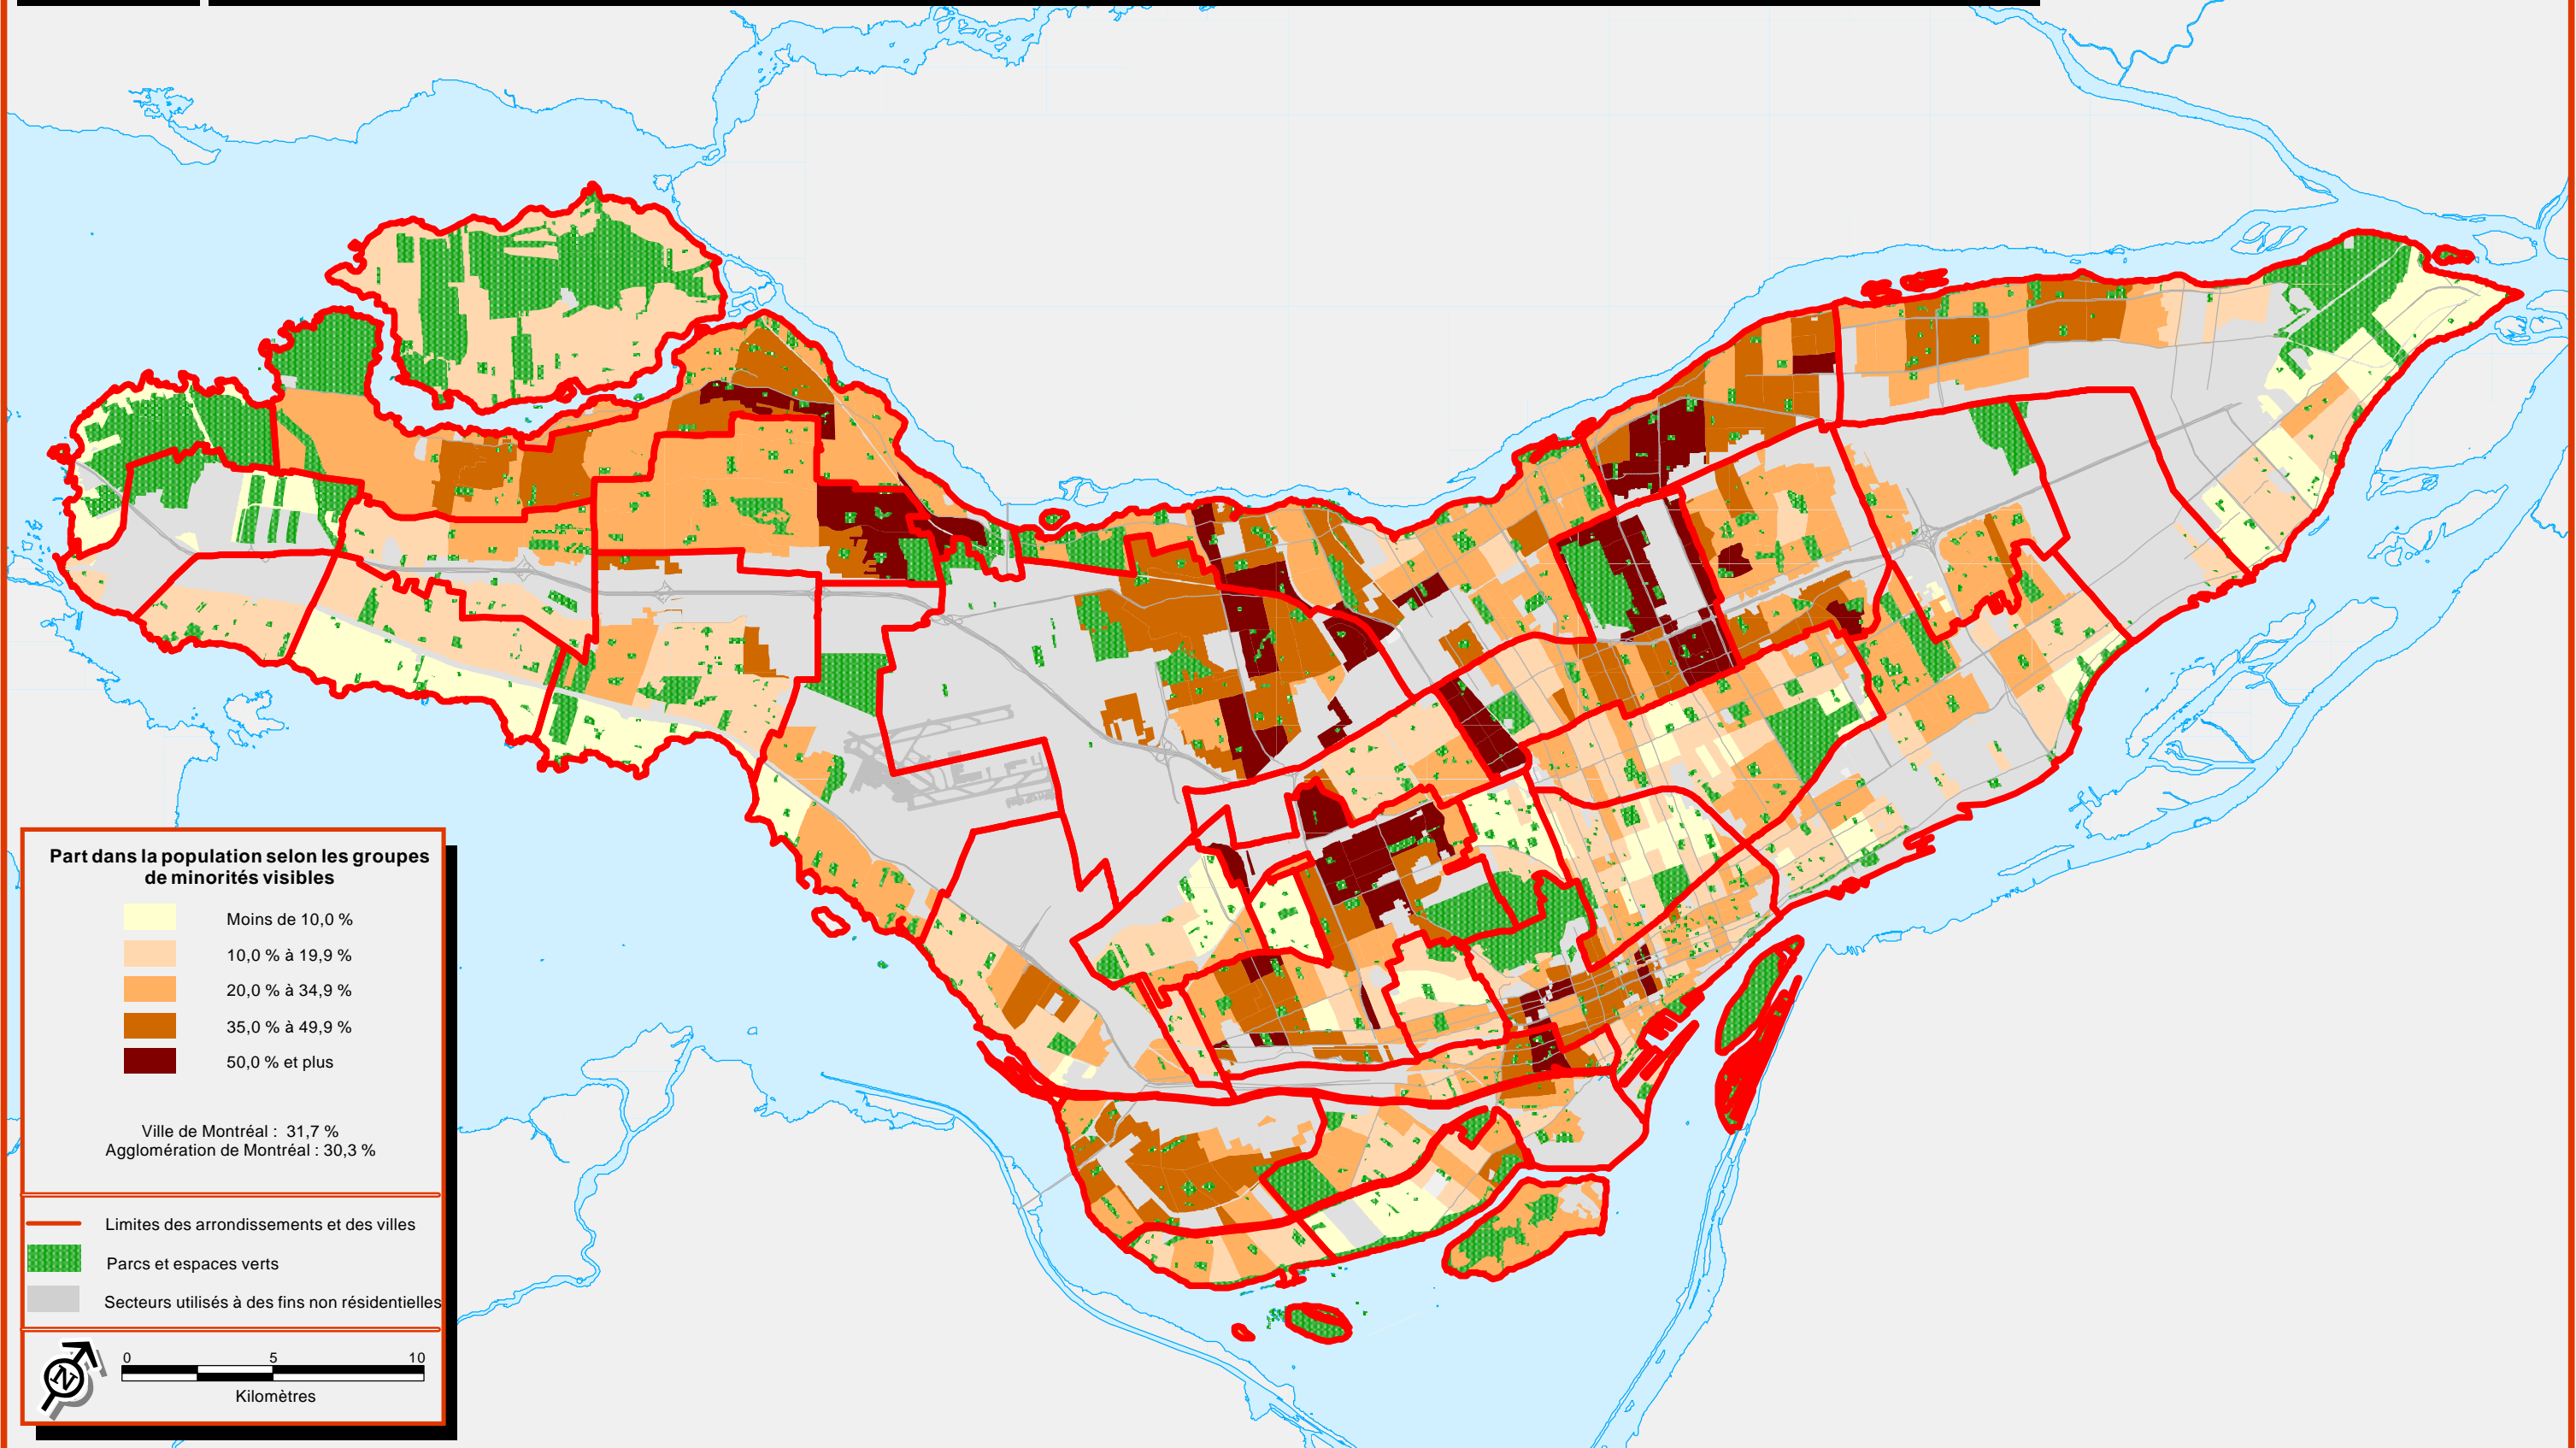 Part dans la population selon les groupes
de minorités visibles
Moins de 10,0 %
10,0 % à 19,9 %
20,0 % à 34,9 %
35,0 % à 49,9 %
50,0 % et plus
Ville de Montréal : 31,7 %
Agglomération de Montréal : 30,3 %
Limites des arrondissements et des villes
Parcs et espaces verts
Secteurs utilisés à des fins non résidentielles
N
0 5 10
Kilomètres